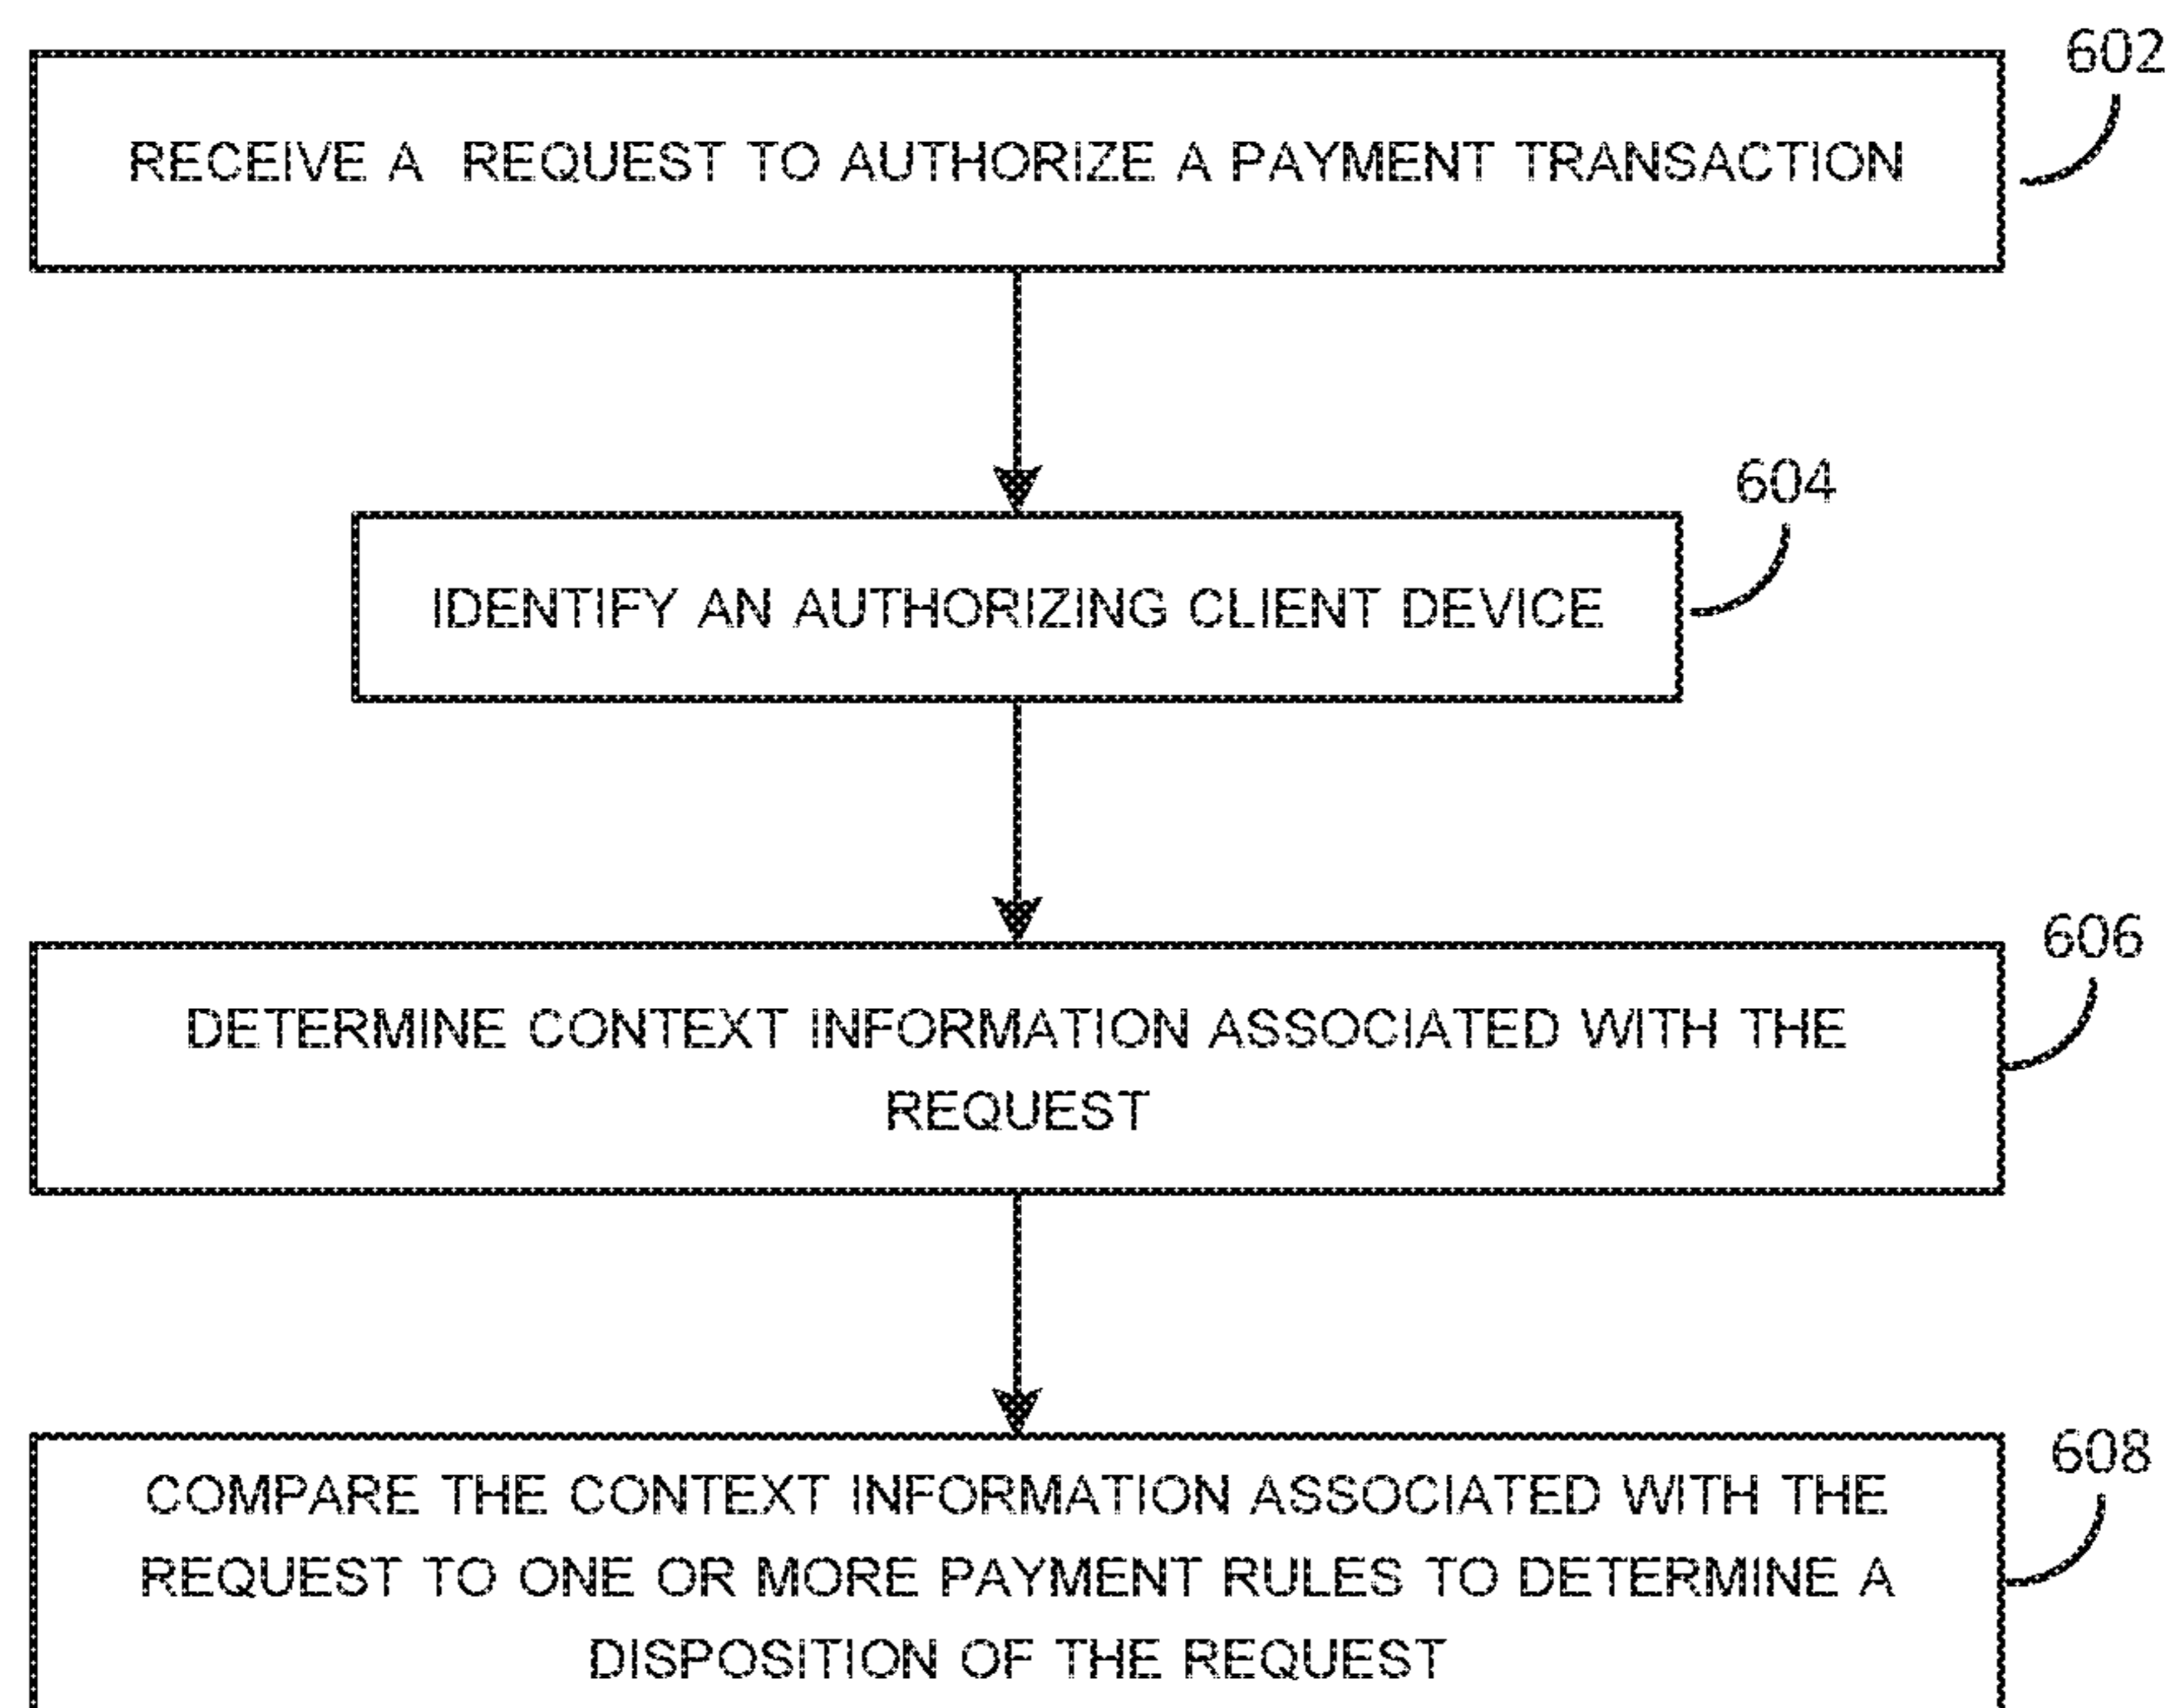 602
RECEIVE A REQUEST TO AUTHORIZE A PAYMENT TRANSACTION
604
IDENTIFY AN AUTHORIZING CLIENT DEVICE
606
DETERMINE CONTEXT INFORMATION ASSOCIATED WITH THE
REQUEST
608
COMPARE THE CONTEXT INFORMATION ASSOCIATED WITH THE
REQUEST TO ONE OR MORE PAYMENT RULES TO DETERMINE A
DISPOSITION OF THE REQUEST